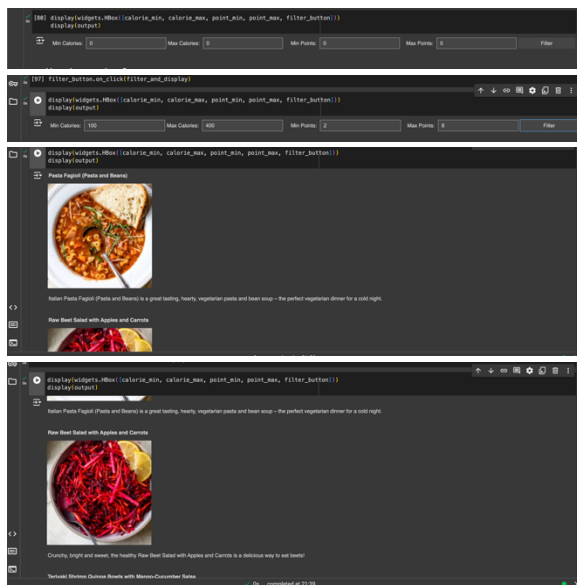 [80] display(widgets.HBox([calorie_min, calorie_max, point_min, point_max, filter_button]))
display(output)
Min Calories: 0 Max Calories: 0 Min Points: 0 Max Points: 0 Filter
[97] filter_button.on_click(filter_and_display)
display(widgets.HBox([calorie_min, calorie_max, point_min, point_max, filter_button]))
display(output)
Min Calories: 100 Max Calories: 400 Min Points: 2 Max Points: 8 Filter
display(widgets.HBox([calorie_min, calorie_max, point_min, point_max, filter_button]))
display(output)
Pasta Fagioli (Pasta and Beans)
Italian Pasta Fagioli (Pasta and Beans) is a great tasting, hearty, vegetarian pasta and bean soup – the perfect vegetarian dinner for a cold night.
Raw Beet Salad with Apples and Carrots
display(widgets.HBox([calorie_min, calorie_max, point_min, point_max, filter_button]))
display(output)
Italian Pasta Fagioli (Pasta and Beans) is a great tasting, hearty, vegetarian pasta and bean soup – the perfect vegetarian dinner for a cold night.
Raw Beet Salad with Apples and Carrots
Crunchy, bright and sweet, the healthy Raw Beet Salad with Apples and Carrots is a delicious way to eat beets!
Teriyaki Shrimp Quinoa Bowls with Mango-Cucumber Salsa
0s completed at 21:39